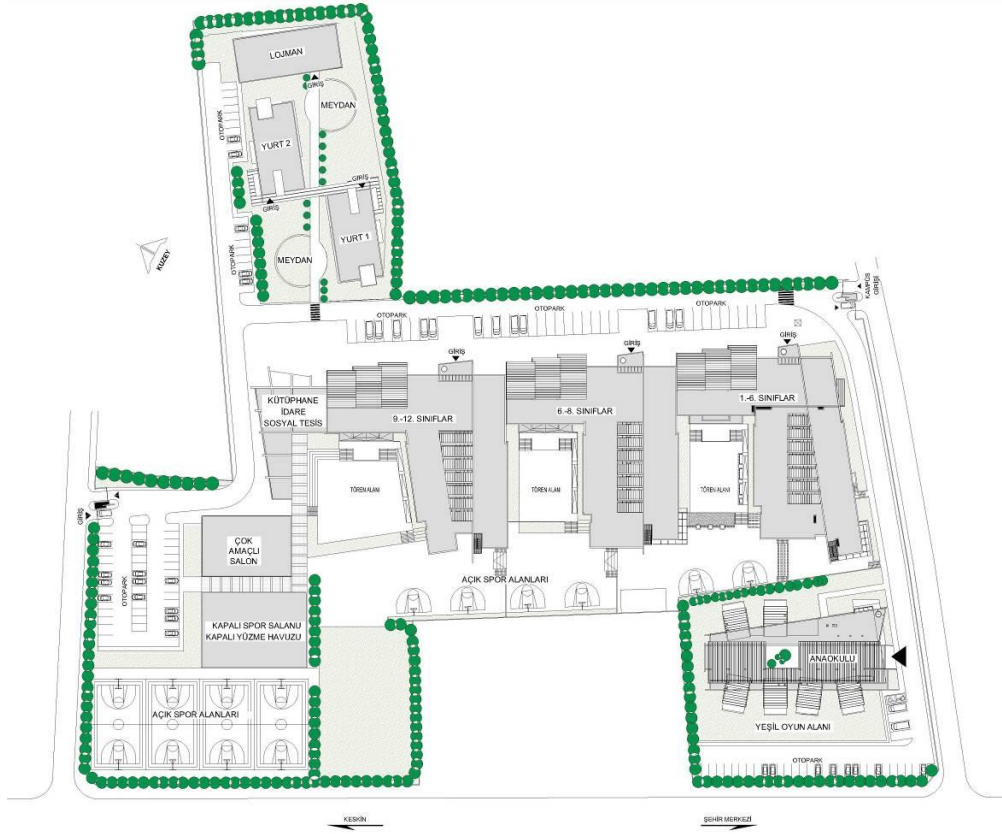 LOJMAN
GİRİŞ
MEYDAN
OTOPARK
YURT 2
GİRİŞ
GİRİŞ
YURT 1
MEYDAN
OTOPARK
KUZEY
KAMPÜS
GİRİŞİ
OTOPARK
OTOPARK
OTOPARK
GİRİŞ
GİRİŞ
GİRİŞ
KÜTÜPHANE
İDARE
SOSYAL TESİS
9.-12. SINIFLAR
6.-8. SINIFLAR
1.-6. SINIFLAR
TÖREN ALANI
TÖREN ALANI
TÖREN ALANI
GİRİŞ
ÇOK
AMAÇLI
SALON
OTOPARK
AÇIK SPOR ALANLARI
KAPALI SPOR SALANU
KAPALI YÜZME HAVUZU
ANAOKULU
AÇIK SPOR ALANLARI
YEŞİL OYUN ALANI
OTOPARK
KESKİN
ŞEHİR MERKEZİ